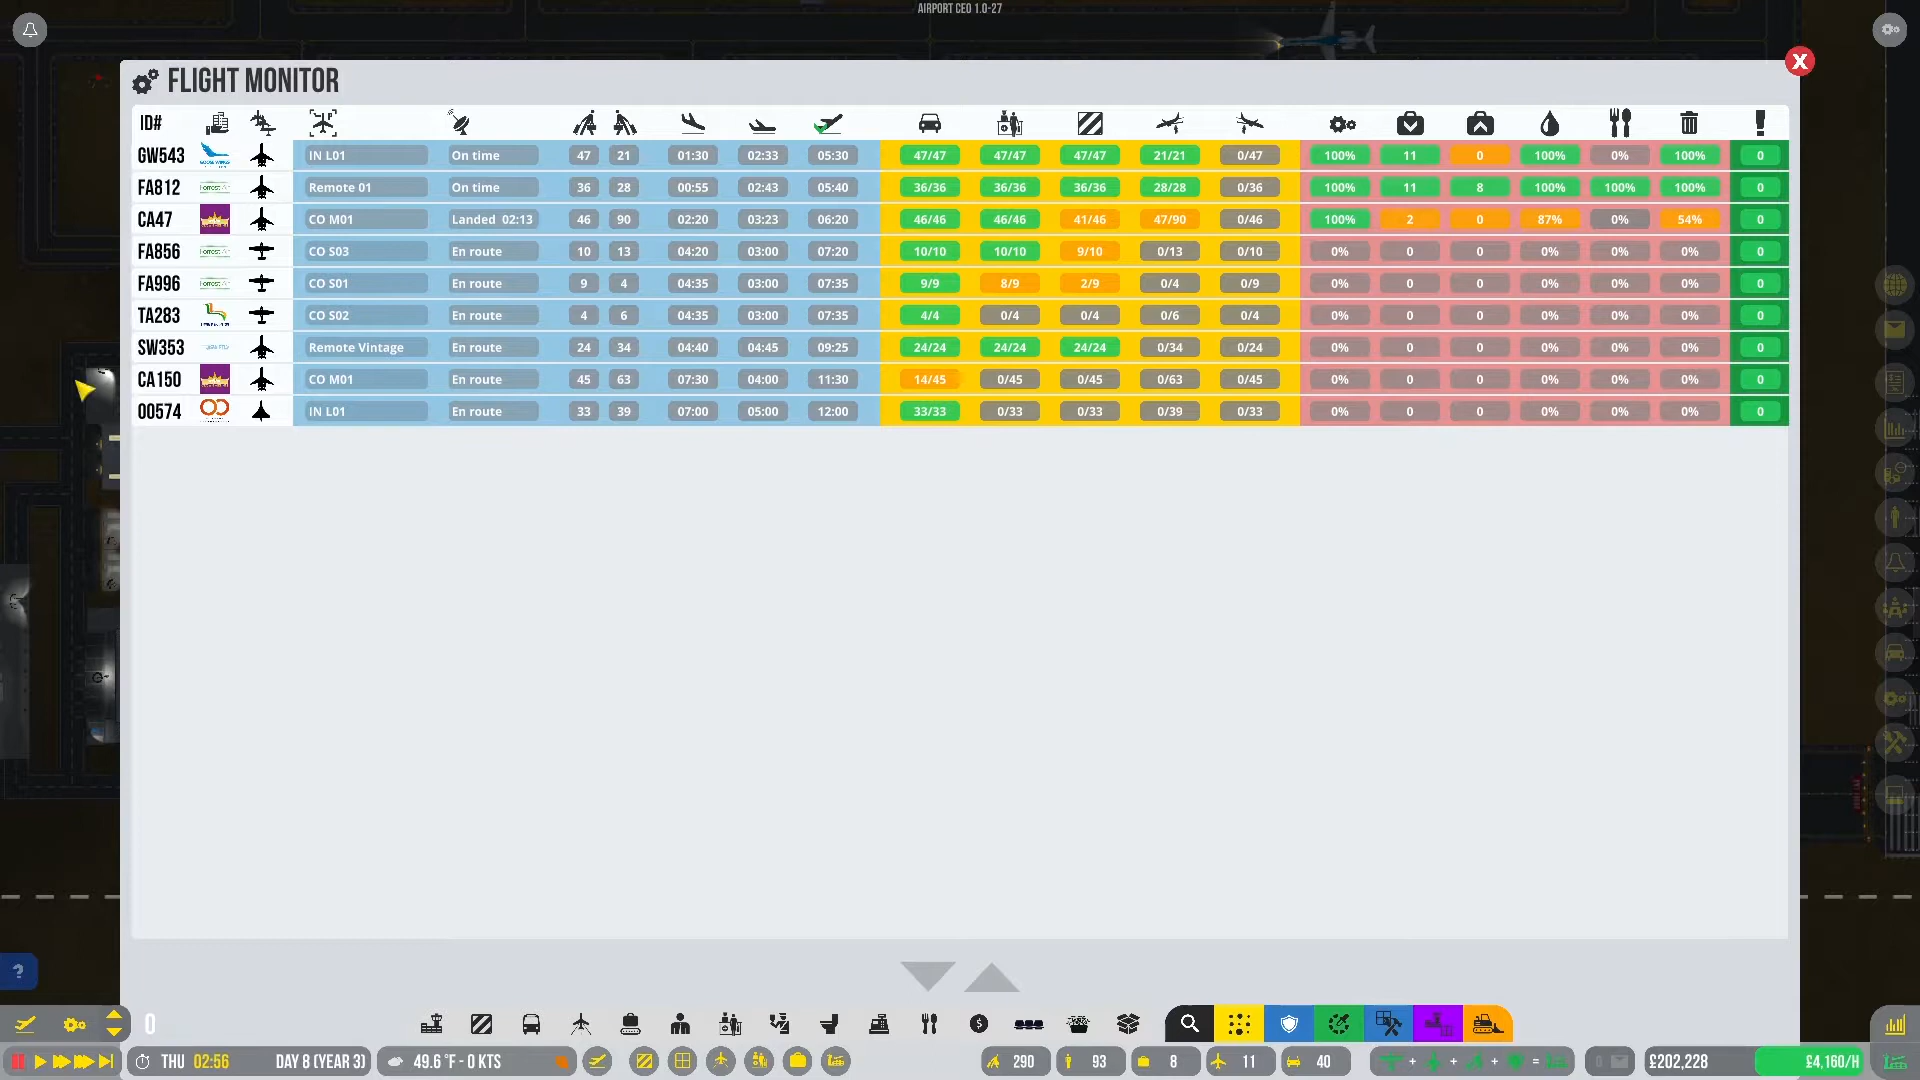 AIRPORT CEO 1.0-27
FLIGHT MONITOR
X
ID#
GW543 IN L01 On time 47 21 01:30 02:33 05:30 47/47 47/47 47/47 21/21 0/47 100% 11 0 100% 0% 100% 0
FA812 Remote 01 On time 36 28 00:55 02:43 05:40 36/36 36/36 36/36 28/28 0/36 100% 11 8 100% 100% 100% 0
CA47 CO M01 Landed 02:13 46 90 02:20 03:23 06:20 46/46 46/46 41/46 47/90 0/46 100% 2 0 87% 0% 54% 0
FA856 CO S03 En route 10 13 04:20 03:00 07:20 10/10 10/10 9/10 0/13 0/10 0% 0 0 0% 0% 0% 0
FA996 CO S01 En route 9 4 04:35 03:00 07:35 9/9 8/9 2/9 0/4 0/9 0% 0 0 0% 0% 0% 0
TA283 CO S02 En route 4 6 04:35 03:00 07:35 4/4 0/4 0/4 0/6 0/4 0% 0 0 0% 0% 0% 0
SW353 Remote Vintage En route 24 34 04:40 04:45 09:25 24/24 24/24 24/24 0/34 0/24 0% 0 0 0% 0% 0% 0
CA150 CO M01 En route 45 63 07:30 04:00 11:30 14/45 0/45 0/45 0/63 0/45 0% 0 0 0% 0% 0% 0
OO574 IN L01 En route 33 39 07:00 05:00 12:00 33/33 0/33 0/33 0/39 0/33 0% 0 0 0% 0% 0% 0
?
0
THU 02:56 DAY 8 (YEAR 3) 49.6 °F - 0 KTS 290 93 8 11 40 + + + = 0 £202,228 £4,160/H